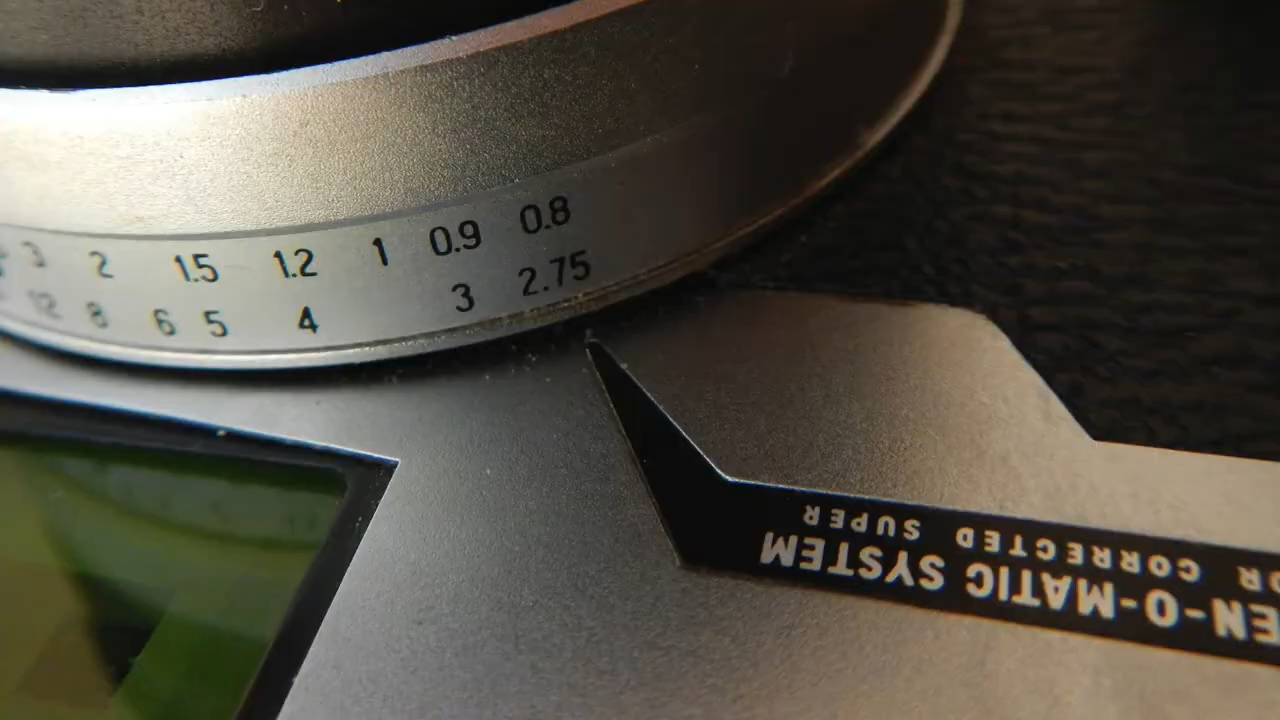 3 2 1.5 1.2 1 0.9 0.8
12 8 6 5 4 3 2.75
EN-O-MATIC SYSTEM
OR CORRECTED SUPER